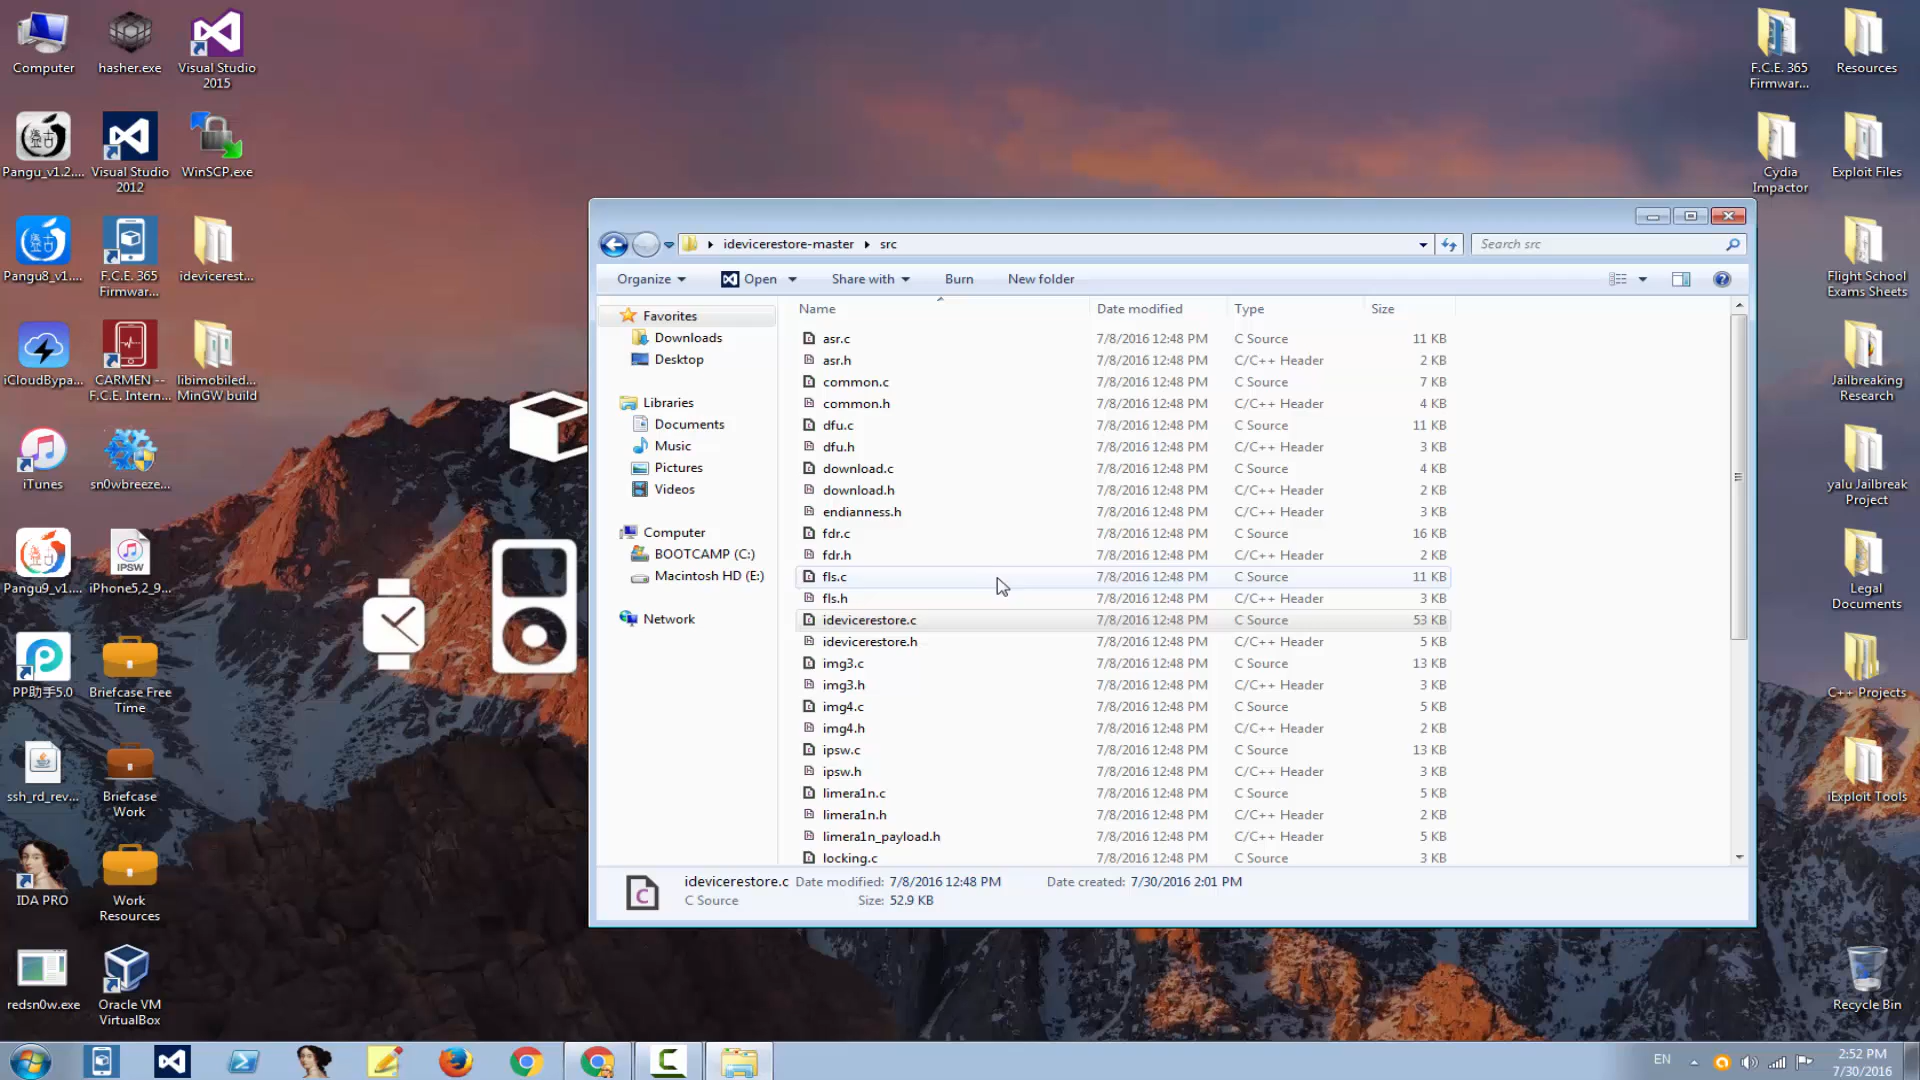 Computer
hasher.exe
Visual Studio
2015
Pangu_v1.2....
Visual Studio
2012
WinSCP.exe
Pangu8_v1....
F.C.E. 365
Firmwar...
idevicerest...
iCloudBypa...
CARMEN --
F.C.E. Intern...
libimobiled...
MinGW build
iTunes
sn0wbreeze...
Pangu9_v1....
IPSW
iPhone5,2_9...
PP助手5.0
Briefcase Free
Time
ssh_rd_rev...
Briefcase
Work
IDA PRO
Work
Resources
redsn0w.exe
Oracle VM
VirtualBox
idevicerestore-master
src
Search src
Organize
Open
Share with
Burn
New folder
Favorites
Downloads
Desktop
Libraries
Documents
Music
Pictures
Videos
Computer
BOOTCAMP (C:)
Macintosh HD (E:)
Network
Name Date modified Type Size
asr.c 7/8/2016 12:48 PM C Source 11 KB
asr.h 7/8/2016 12:48 PM C/C++ Header 2 KB
common.c 7/8/2016 12:48 PM C Source 7 KB
common.h 7/8/2016 12:48 PM C/C++ Header 4 KB
dfu.c 7/8/2016 12:48 PM C Source 11 KB
dfu.h 7/8/2016 12:48 PM C/C++ Header 3 KB
download.c 7/8/2016 12:48 PM C Source 4 KB
download.h 7/8/2016 12:48 PM C/C++ Header 2 KB
endianness.h 7/8/2016 12:48 PM C/C++ Header 3 KB
fdr.c 7/8/2016 12:48 PM C Source 16 KB
fdr.h 7/8/2016 12:48 PM C/C++ Header 2 KB
fls.c 7/8/2016 12:48 PM C Source 11 KB
fls.h 7/8/2016 12:48 PM C/C++ Header 3 KB
idevicerestore.c 7/8/2016 12:48 PM C Source 53 KB
idevicerestore.h 7/8/2016 12:48 PM C/C++ Header 5 KB
img3.c 7/8/2016 12:48 PM C Source 13 KB
img3.h 7/8/2016 12:48 PM C/C++ Header 3 KB
img4.c 7/8/2016 12:48 PM C Source 5 KB
img4.h 7/8/2016 12:48 PM C/C++ Header 2 KB
ipsw.c 7/8/2016 12:48 PM C Source 13 KB
ipsw.h 7/8/2016 12:48 PM C/C++ Header 3 KB
limera1n.c 7/8/2016 12:48 PM C Source 5 KB
limera1n.h 7/8/2016 12:48 PM C/C++ Header 2 KB
limera1n_payload.h 7/8/2016 12:48 PM C/C++ Header 5 KB
locking.c 7/8/2016 12:48 PM C Source 3 KB
idevicerestore.c Date modified: 7/8/2016 12:48 PM Date created: 7/30/2016 2:01 PM
C Source Size: 52.9 KB
F.C.E. 365
Firmwar...
Resources
Cydia
Impactor
Exploit Files
Flight School
Exams Sheets
Jailbreaking
Research
yalu Jailbreak
Project
Legal
Documents
C++ Projects
iExploit Tools
Recycle Bin
EN
2:52 PM
7/30/2016